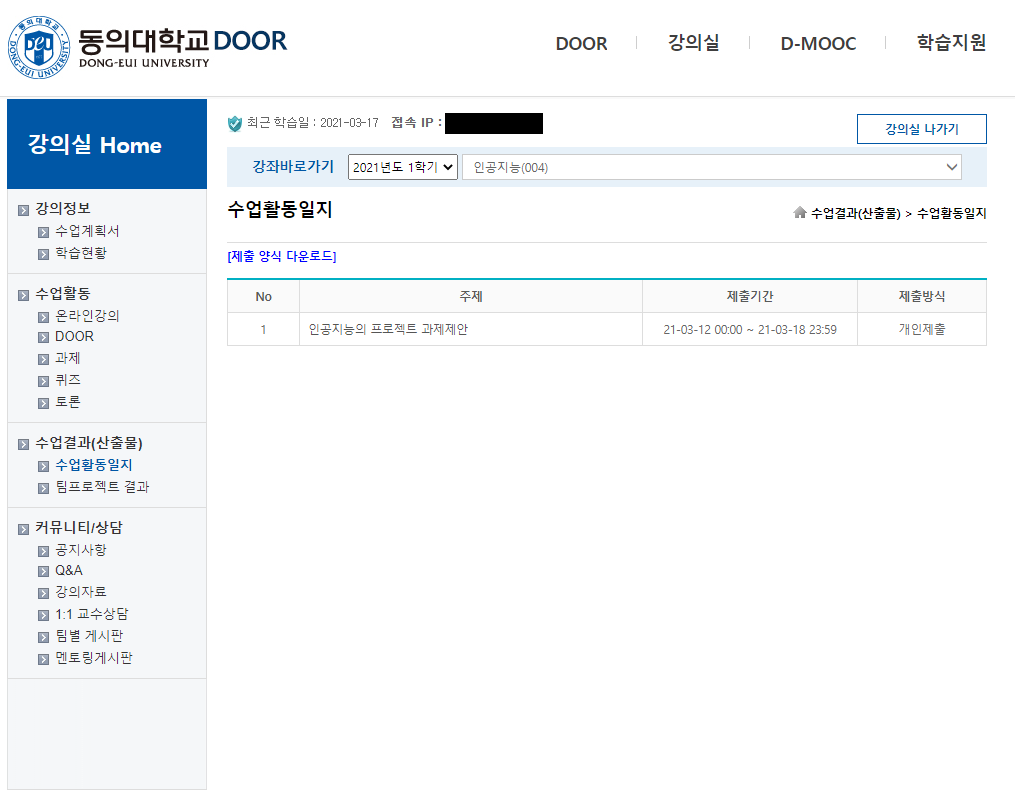 동의대학교 DOOR
DONG-EUI UNIVERSITY
DOOR
강의실
D-MOOC
학습지원
강의실 Home
강의정보
수업계획서
학습현황
수업활동
온라인강의
DOOR
과제
퀴즈
토론
수업결과(산출물)
수업활동일지
팀프로젝트 결과
커뮤니티/상담
공지사항
Q&A
강의자료
1:1 교수상담
팀별 게시판
멘토링게시판
최근 학습일 : 2021-03-17 접속 IP :
강의실 나가기
강좌바로가기 2021년도 1학기 인공지능(004)
수업활동일지
수업결과(산출물) > 수업활동일지
[제출 양식 다운로드]
No 주제 제출기간 제출방식
1 인공지능의 프로젝트 과제제안 21-03-12 00:00 ~ 21-03-18 23:59 개인제출